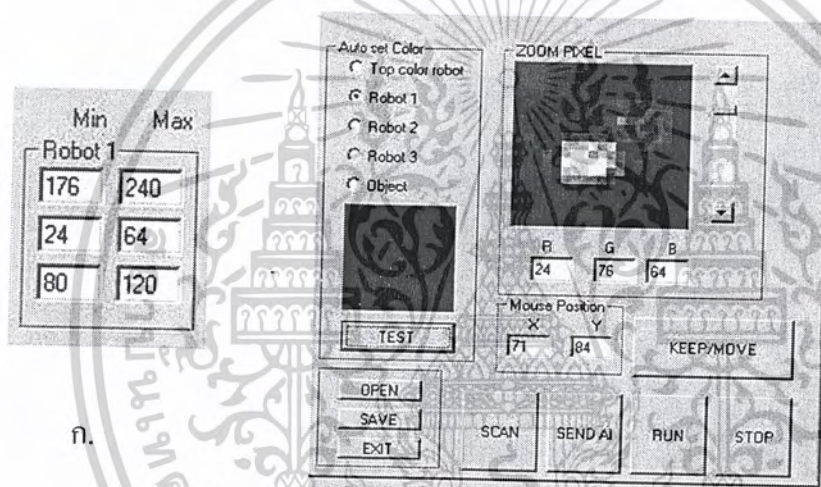 Min Max
Robot 1
176 240
24 64
80 120
ก.
Auto set Color
Top color robot
Robot 1
Robot 2
Robot 3
Object
TEST
OPEN
SAVE
EXIT
ZOOM PIXEL
R G B
24 76 64
Mouse Position
X Y
71 84
KEEP/MOVE
SCAN SEND AI RUN STOP